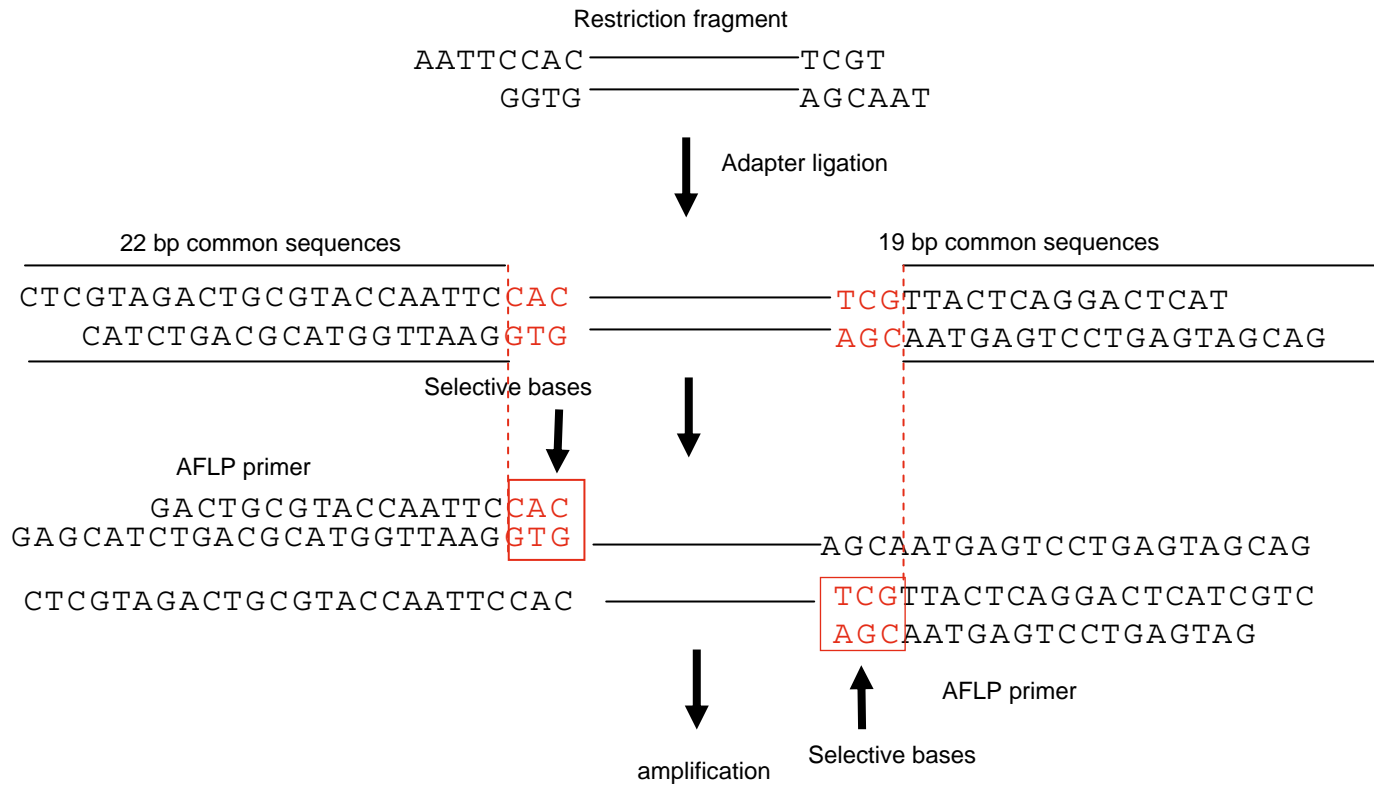 Restriction fragment
AATTCCAC TCGT
GGTG AGCAAT
Adapter ligation
22 bp common sequences 19 bp common sequences
CTCGTAGACTGCGTACCAATTCCAC TCGTTACTCAGGACTCAT
CATCTGACGCATGGTTAAGGTG AGCAATGAGTCCTGAGTAGCAG
Selective bases
AFLP primer
GACTGCGTACCAATTCCAC
GAGCATCTGACGCATGGTTAAGGTG AGCAATGAGTCCTGAGTAGCAG
CTCGTAGACTGCGTACCAATTCCAC TCGTTACTCAGGACTCATCGTC
AGCAATGAGTCCTGAGTAG
AFLP primer
Selective bases
amplification